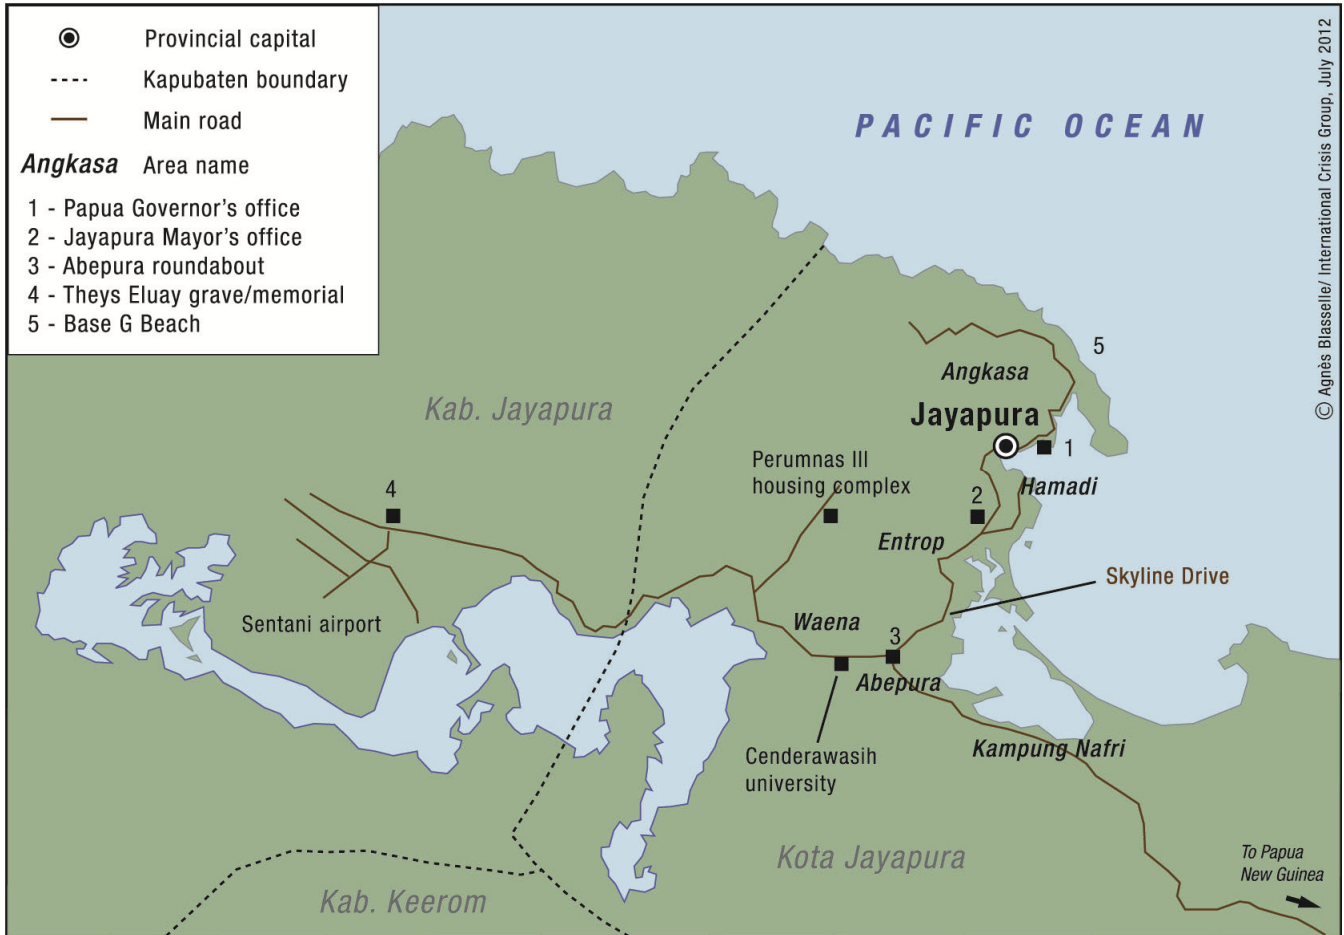 Provincial capital
Kapubaten boundary
Main road
Angkasa Area name
1 - Papua Governor's office
2 - Jayapura Mayor's office
3 - Abepura roundabout
4 - Theys Eluay grave/memorial
5 - Base G Beach
© Agnès Blasselle/ International Crisis Group, July 2012
PACIFIC OCEAN
5
Angkasa
Kab. Jayapura
Jayapura
1
Perumnas III
housing complex
Hamadi
4
2
Entrop
Skyline Drive
Sentani airport
Waena
3
Abepura
Kampung Nafri
Cenderawasih
university
Kota Jayapura
To Papua
New Guinea
Kab. Keerom